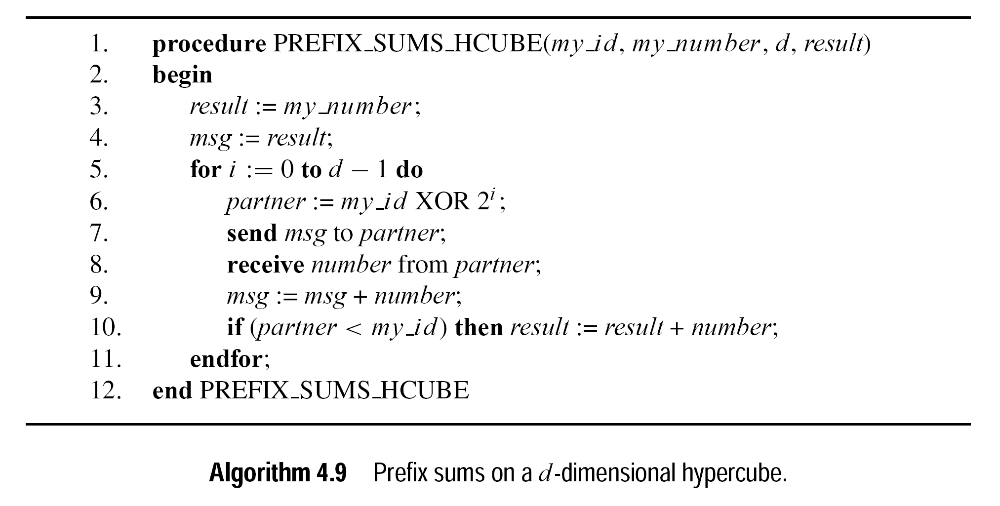 1. procedure PREFIX_SUMS_HCUBE(my_id, my_number, d, result)
2. begin
3. result := my_number;
4. msg := result;
5. for i := 0 to d − 1 do
6. partner := my_id XOR 2^i;
7. send msg to partner;
8. receive number from partner;
9. msg := msg + number;
10. if (partner < my_id) then result := result + number;
11. endfor;
12. end PREFIX_SUMS_HCUBE
Algorithm 4.9 Prefix sums on a d-dimensional hypercube.